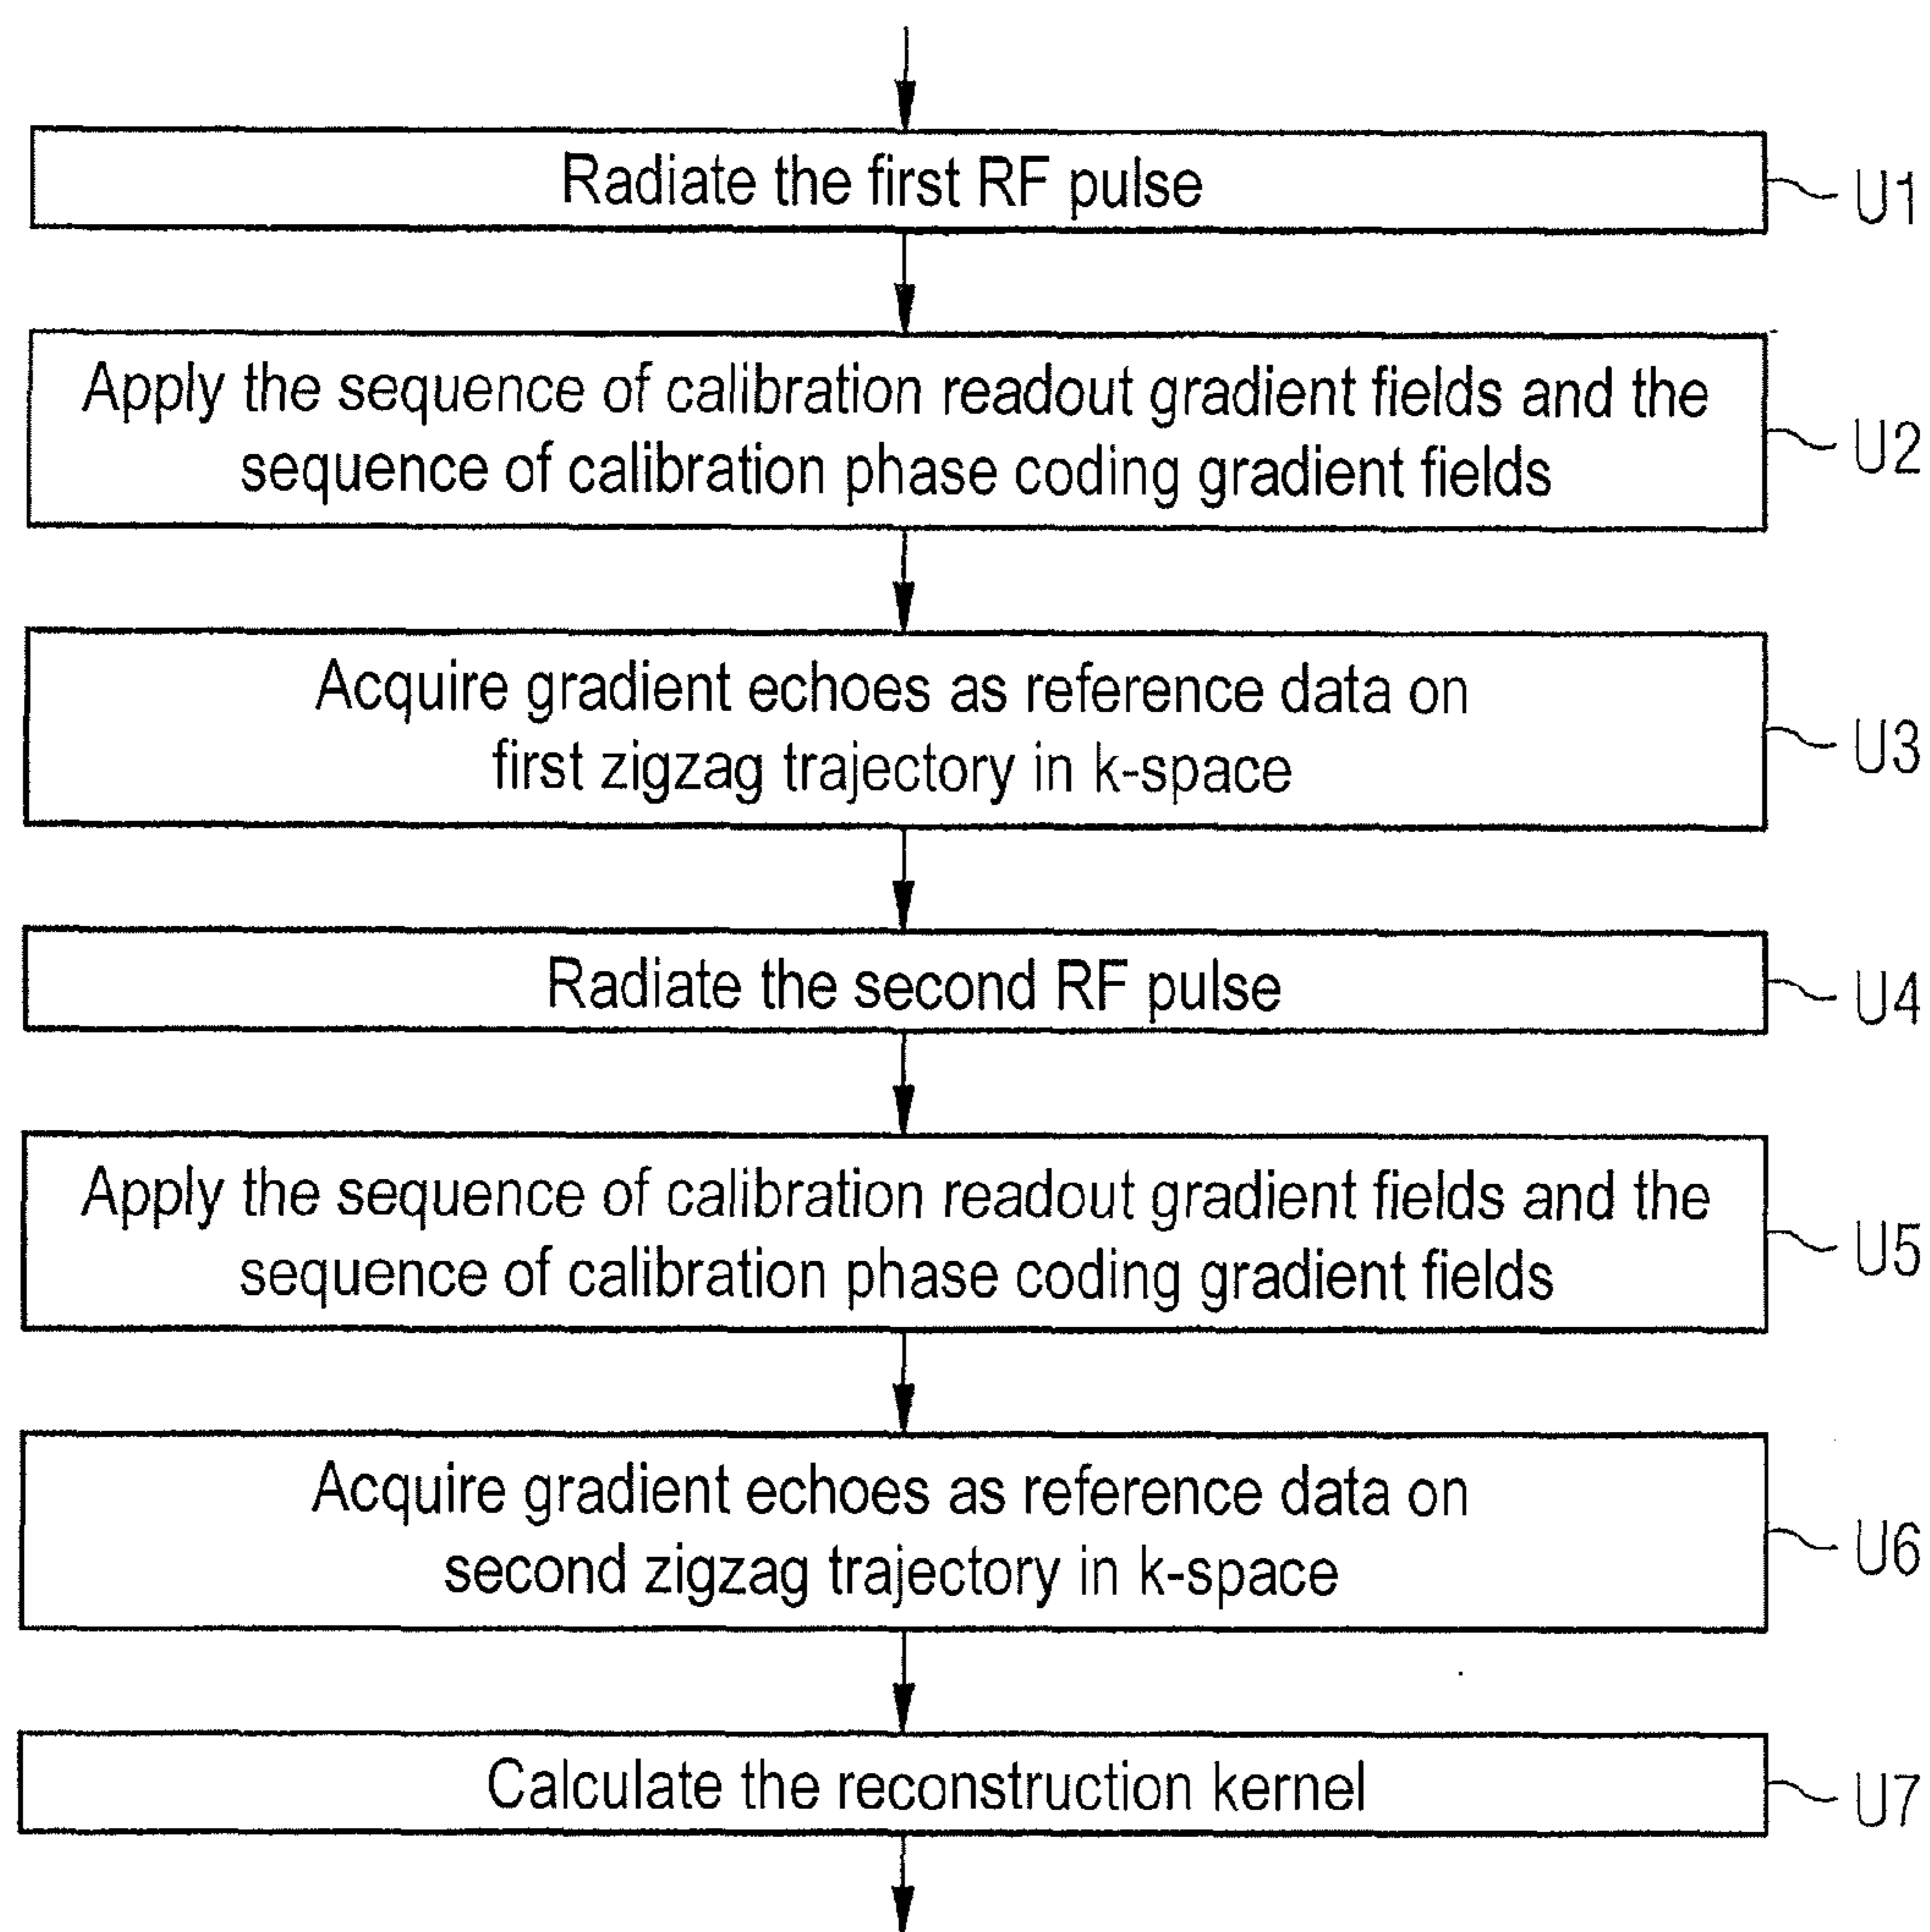 Radiate the first RF pulse
U1
Apply the sequence of calibration readout gradient fields and the
sequence of calibration phase coding gradient fields
U2
Acquire gradient echoes as reference data on
first zigzag trajectory in k-space
U3
Radiate the second RF pulse
U4
Apply the sequence of calibration readout gradient fields and the
sequence of calibration phase coding gradient fields
U5
Acquire gradient echoes as reference data on
second zigzag trajectory in k-space
U6
Calculate the reconstruction kernel
U7